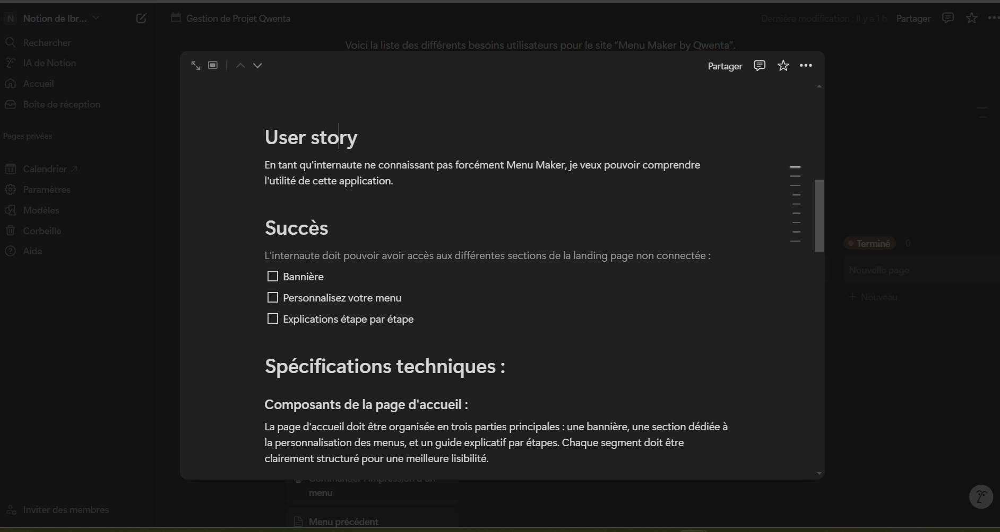 N Notion de Ibr...
Rechercher
IA de Notion
Accueil
Boîte de réception
Pages privées
11 Calendrier
Paramètres
Modèles
Corbeille
Aide
Inviter des membres
Gestion de Projet Qwenta
Dernière modification : Il y a 1 h
Partager
Voici la liste des différents besoins utilisateurs pour le site “Menu Maker by Qwenta”.
Partager
User story
En tant qu'internaute ne connaissant pas forcément Menu Maker, je veux pouvoir comprendre
l'utilité de cette application.
Succès
L'internaute doit pouvoir avoir accès aux différentes sections de la landing page non connectée :
Bannière
Personnalisez votre menu
Explications étape par étape
Spécifications techniques :
Composants de la page d'accueil :
La page d'accueil doit être organisée en trois parties principales : une bannière, une section dédiée à
la personnalisation des menus, et un guide explicatif par étapes. Chaque segment doit être
clairement structuré pour une meilleure lisibilité.
Terminé 0
Nouvelle page
+ Nouveau
Commander l'impression d'un
menu
Menu précédent